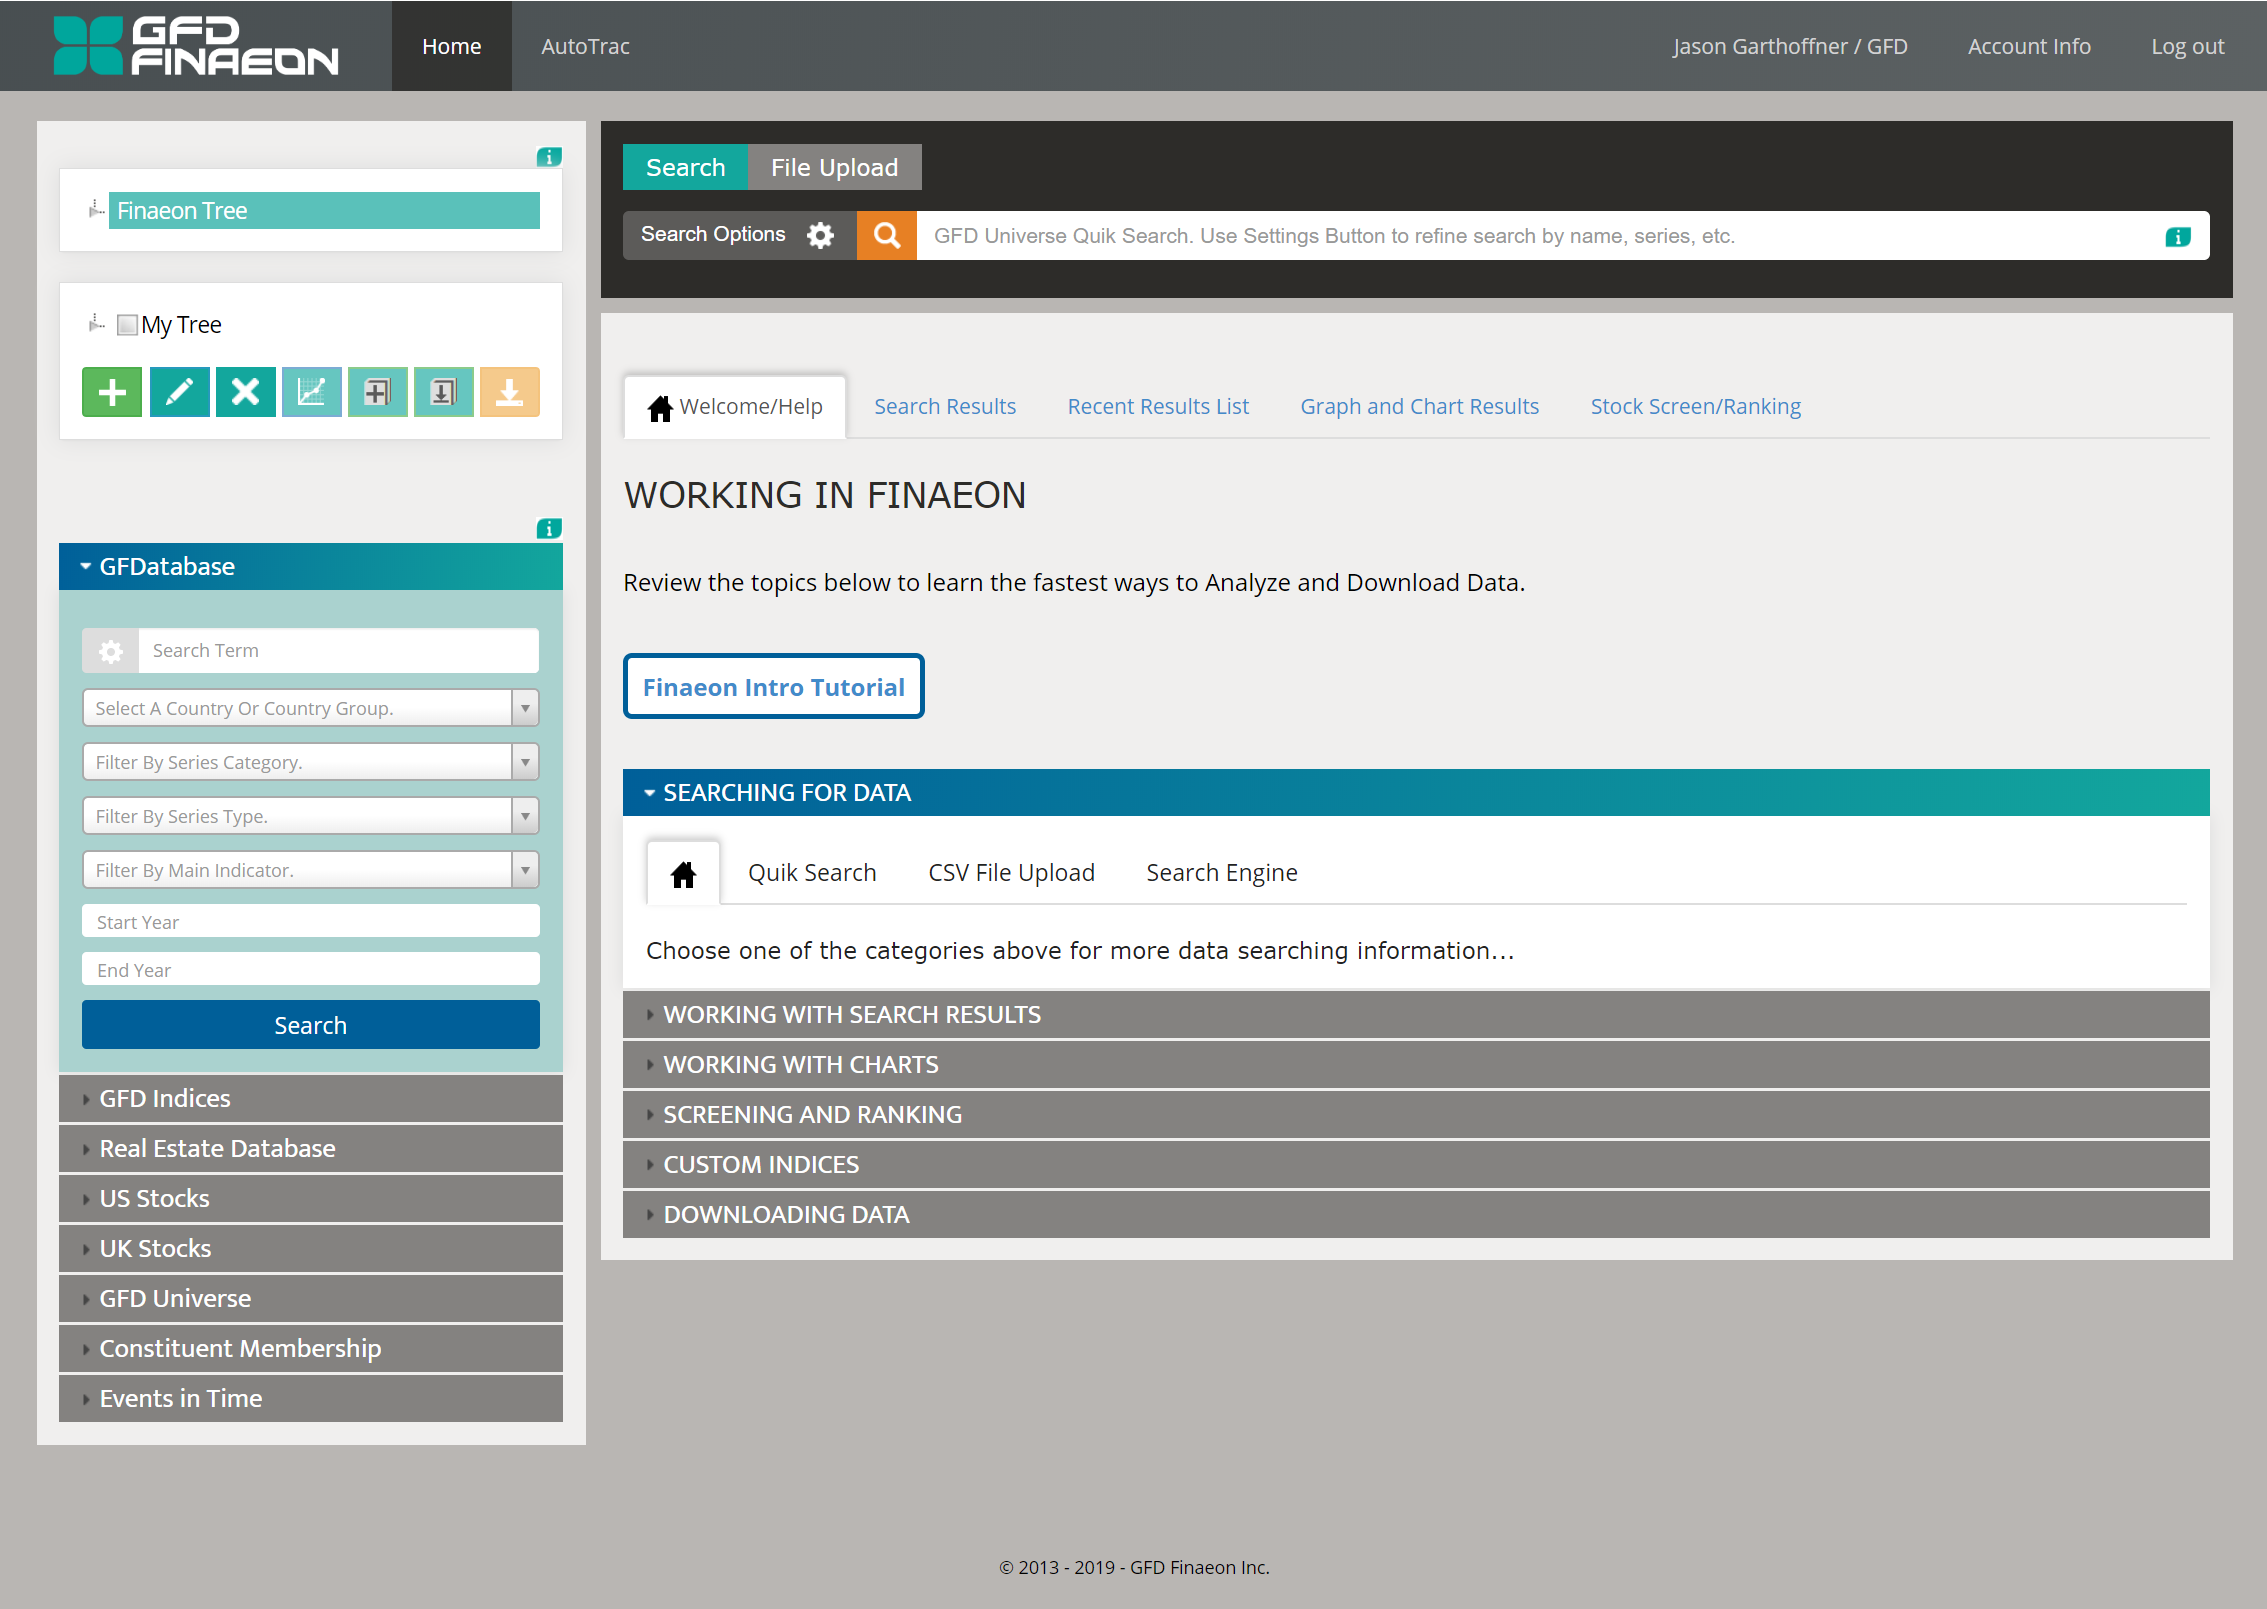 GFD
FINAEON
Home
AutoTrac
Jason Garthoffner / GFD
Account Info
Log out
Finaeon Tree
My Tree
GFDatabase
Search Term
Select A Country Or Country Group.
Filter By Series Category.
Filter By Series Type.
Filter By Main Indicator.
Start Year
End Year
Search
GFD Indices
Real Estate Database
US Stocks
UK Stocks
GFD Universe
Constituent Membership
Events in Time
Search
File Upload
Search Options
GFD Universe Quik Search. Use Settings Button to refine search by name, series, etc.
Welcome/Help
Search Results
Recent Results List
Graph and Chart Results
Stock Screen/Ranking
WORKING IN FINAEON
Review the topics below to learn the fastest ways to Analyze and Download Data.
Finaeon Intro Tutorial
SEARCHING FOR DATA
Quik Search
CSV File Upload
Search Engine
Choose one of the categories above for more data searching information...
WORKING WITH SEARCH RESULTS
WORKING WITH CHARTS
SCREENING AND RANKING
CUSTOM INDICES
DOWNLOADING DATA
© 2013 - 2019 - GFD Finaeon Inc.